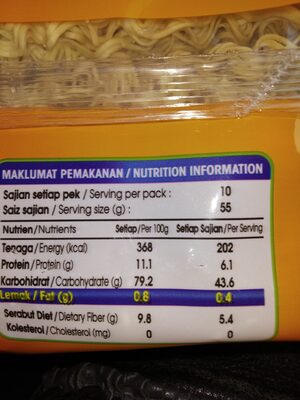 MAKLUMAT PEMAKANAN / NUTRITION INFORMATION
Sajian setiap pek / Serving per pack : 10
Saiz sajian / Serving size (g) : 55
Nutrien / Nutrients Setiap / Per 100g Setiap Sajian / Per Serving
Tenaga / Energy (kcal) 368 202
Protein / Protein (g) 11.1 6.1
Karbohidrat / Carbohydrate (g) 79.2 43.6
Lemak / Fat (g) 0.8 0.4
Serabut Diet / Dietary Fiber (g) 9.8 5.4
Kolesterol / Cholesterol (mg) 0 0